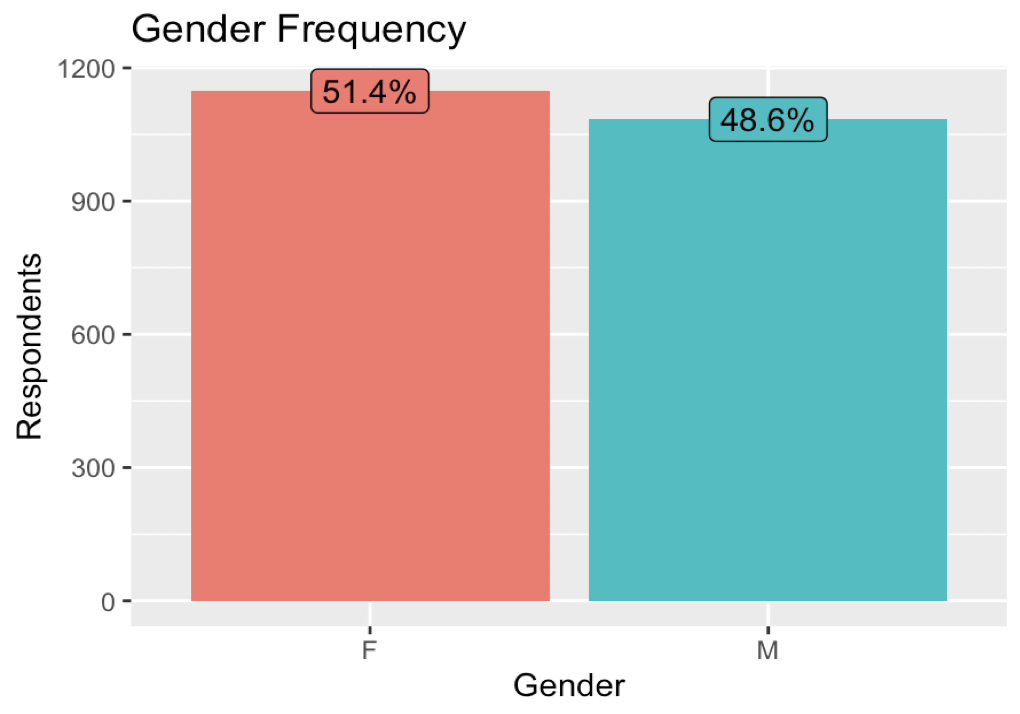 Gender Frequency
1200
900
600
300
0
Respondents
51.4%
48.6%
F
M
Gender